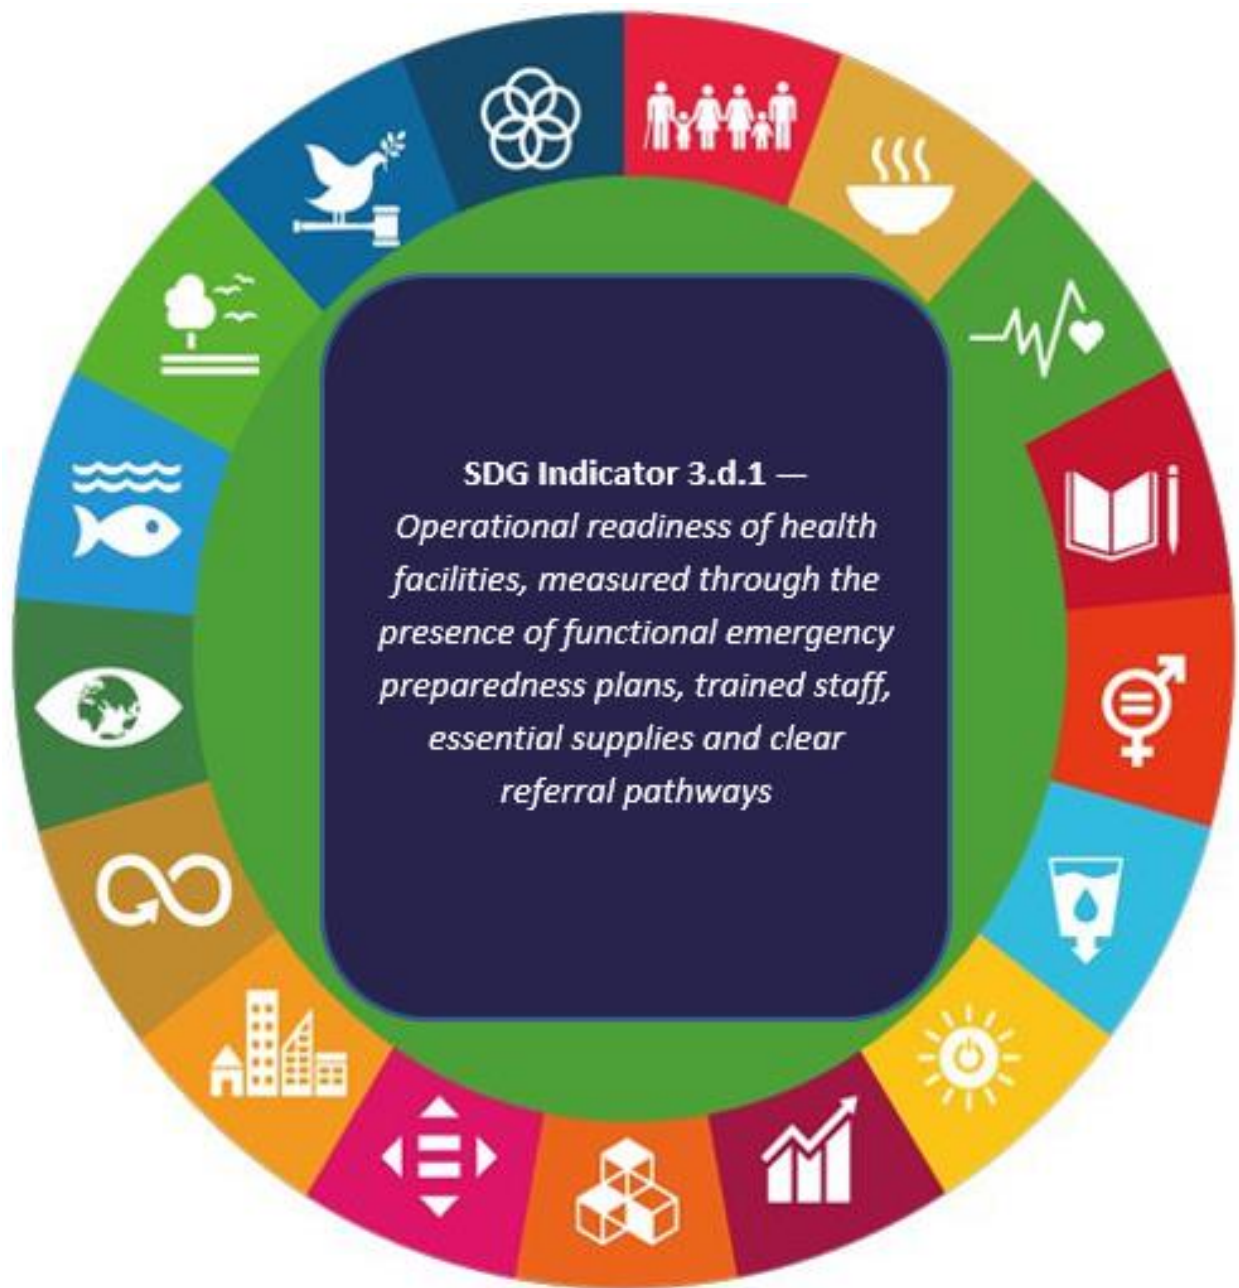 SDG Indicator 3.d.1 —
Operational readiness of health
facilities, measured through the
presence of functional emergency
preparedness plans, trained staff,
essential supplies and clear
referral pathways